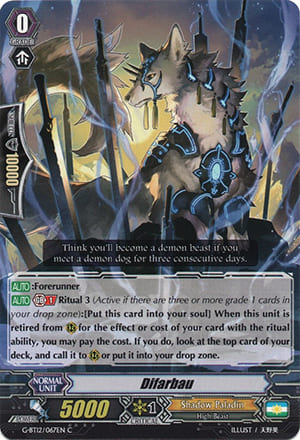 0
GRADE
10000
SHIELD
Think you'll become a demon beast if you
meet a demon dog for three consecutive days.
AUTO:Forerunner
AUTO GB1 Ritual 3 (Active if there are three or more grade 1 cards in
your drop zone):[Put this card into your soul] When this unit is
retired from R for the effect or cost of your card with the ritual
ability, you may pay the cost. If you do, look at the top card of your
deck, and call it to R or put it into your drop zone.
NORMAL
UNIT
Difarbau
POWER
5000
1
CRITICAL
Shadow Paladin
High Beast
G-BT12/067EN C
ILLUST / 天野英